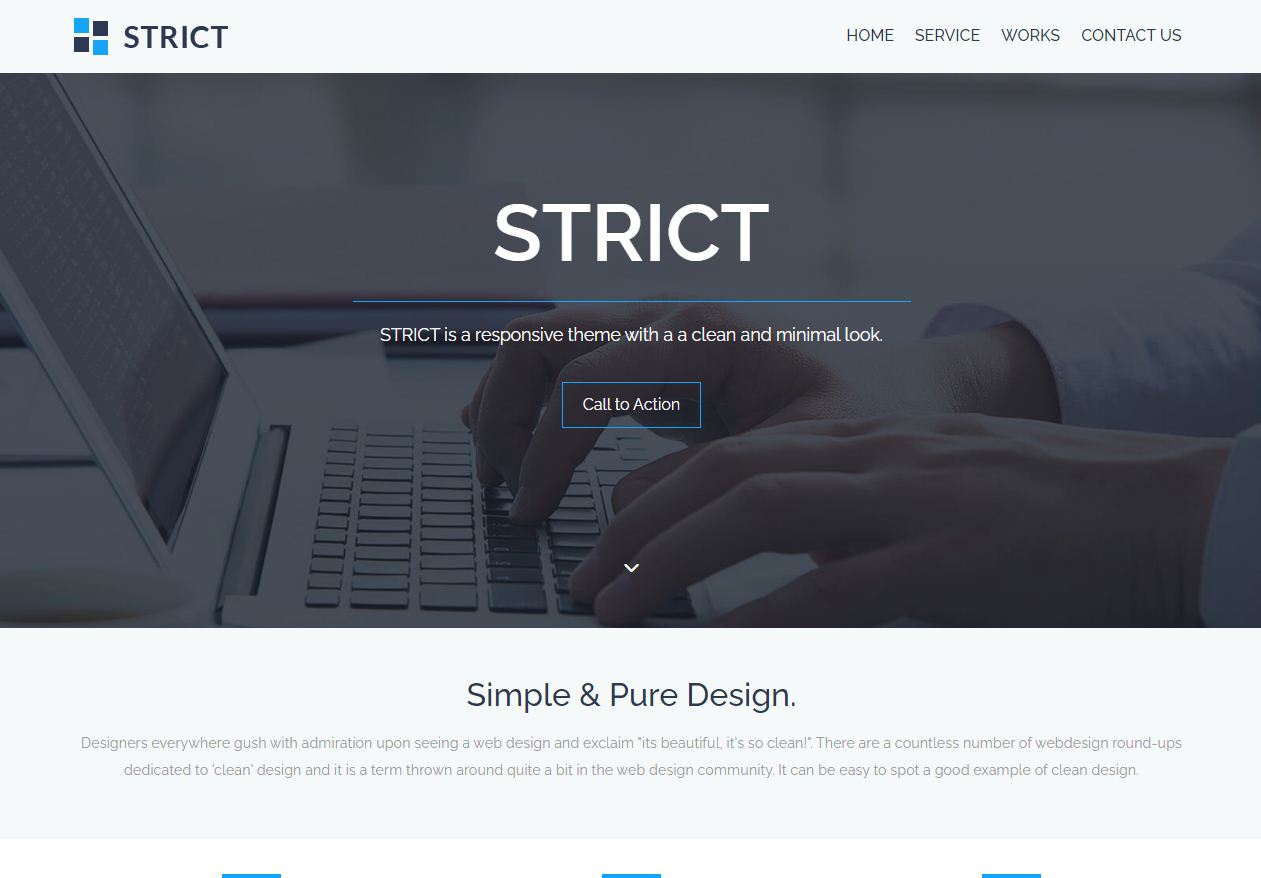 STRICT
HOME SERVICE WORKS CONTACT US
STRICT
STRICT is a responsive theme with a a clean and minimal look.
Call to Action
Simple & Pure Design.
Designers everywhere gush with admiration upon seeing a web design and exclaim "its beautiful, it's so clean!". There are a countless number of webdesign round-ups
dedicated to 'clean' design and it is a term thrown around quite a bit in the web design community. It can be easy to spot a good example of clean design.